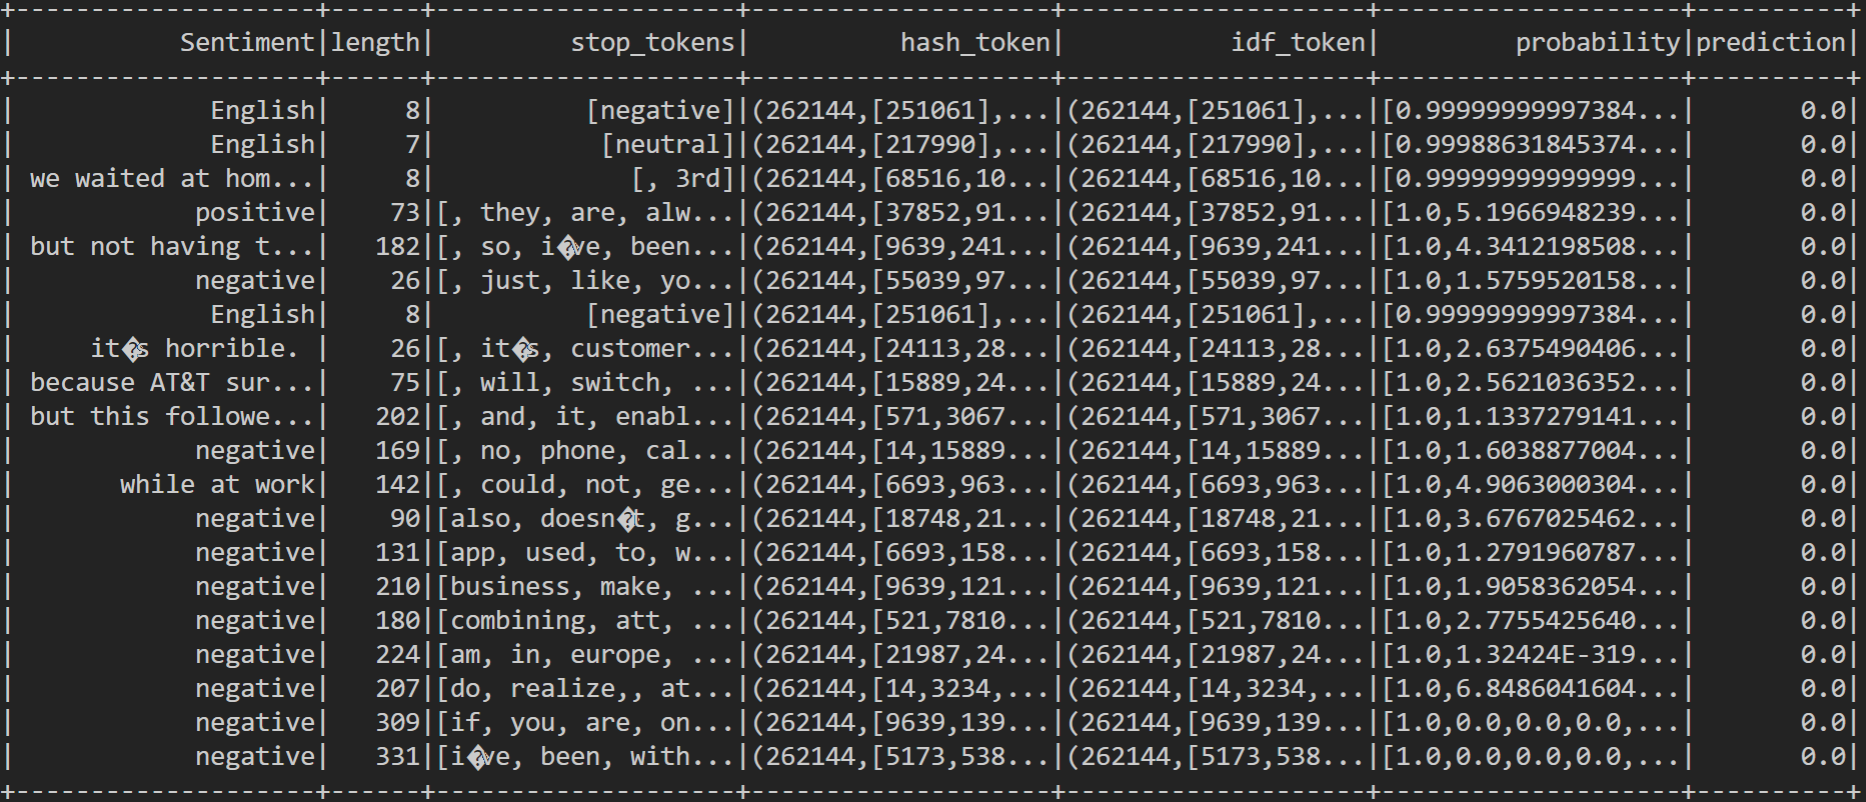 +--------------------+------+--------------------+--------------------+--------------------+--------------------+----------+
|           Sentiment|length|         stop_tokens|          hash_token|           idf_token|         probability|prediction|
+--------------------+------+--------------------+--------------------+--------------------+--------------------+----------+
|             English|     8|          [negative]|(262144,[251061],...|(262144,[251061],...|[0.99999999997384...|       0.0|
|             English|     7|           [neutral]|(262144,[217990],...|(262144,[217990],...|[0.99988631845374...|       0.0|
| we waited at hom...|     8|             [, 3rd]|(262144,[68516,10...|(262144,[68516,10...|[0.99999999999999...|       0.0|
|            positive|    73|[, they, are, alw...|(262144,[37852,91...|(262144,[37852,91...|[1.0,5.1966948239...|       0.0|
| but not having t...|   182|[, so, i�ve, been...|(262144,[9639,241...|(262144,[9639,241...|[1.0,4.3412198508...|       0.0|
|            negative|    26|[, just, like, yo...|(262144,[55039,97...|(262144,[55039,97...|[1.0,1.5759520158...|       0.0|
|             English|     8|          [negative]|(262144,[251061],...|(262144,[251061],...|[0.99999999997384...|       0.0|
|     it�s horrible. |    26|[, it�s, customer...|(262144,[24113,28...|(262144,[24113,28...|[1.0,2.6375490406...|       0.0|
| because AT&T sur...|    75|[, will, switch, ...|(262144,[15889,24...|(262144,[15889,24...|[1.0,2.5621036352...|       0.0|
| but this followe...|   202|[, and, it, enabl...|(262144,[571,3067...|(262144,[571,3067...|[1.0,1.1337279141...|       0.0|
|            negative|   169|[, no, phone, cal...|(262144,[14,15889...|(262144,[14,15889...|[1.0,1.6038877004...|       0.0|
|       while at work|   142|[, could, not, ge...|(262144,[6693,963...|(262144,[6693,963...|[1.0,4.9063000304...|       0.0|
|            negative|    90|[also, doesn�t, g...|(262144,[18748,21...|(262144,[18748,21...|[1.0,3.6767025462...|       0.0|
|            negative|   131|[app, used, to, w...|(262144,[6693,158...|(262144,[6693,158...|[1.0,1.2791960787...|       0.0|
|            negative|   210|[business, make, ...|(262144,[9639,121...|(262144,[9639,121...|[1.0,1.9058362054...|       0.0|
|            negative|   180|[combining, att, ...|(262144,[521,7810...|(262144,[521,7810...|[1.0,2.7755425640...|       0.0|
|            negative|   224|[am, in, europe, ...|(262144,[21987,24...|(262144,[21987,24...|[1.0,1.32424E-319...|       0.0|
|            negative|   207|[do, realize,, at...|(262144,[14,3234,...|(262144,[14,3234,...|[1.0,6.8486041604...|       0.0|
|            negative|   309|[if, you, are, on...|(262144,[9639,139...|(262144,[9639,139...|[1.0,0.0,0.0,0.0,...|       0.0|
|            negative|   331|[i�ve, been, with...|(262144,[5173,538...|(262144,[5173,538...|[1.0,0.0,0.0,0.0,...|       0.0|
+--------------------+------+--------------------+--------------------+--------------------+--------------------+----------+